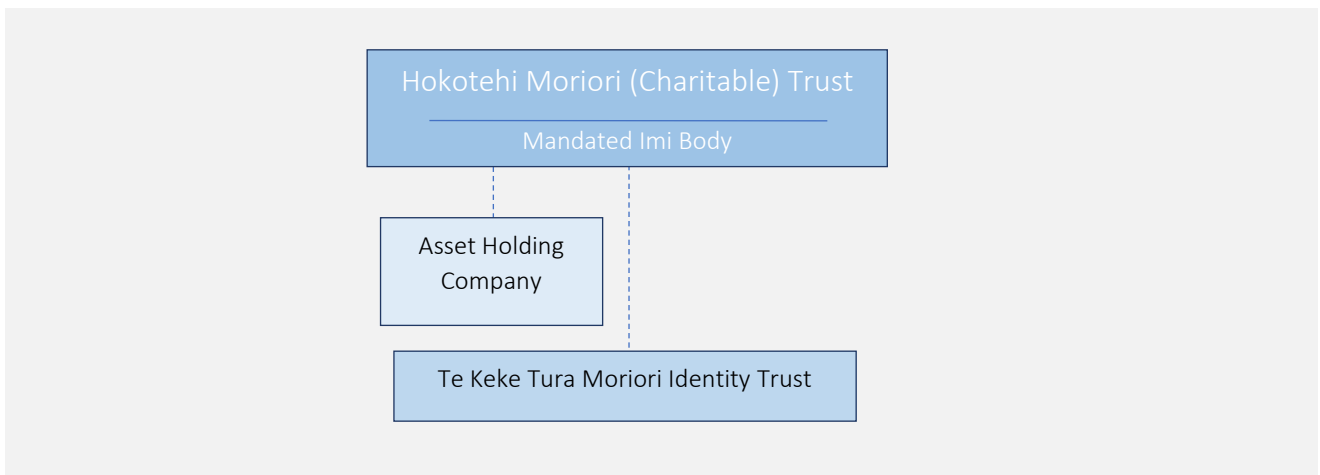 Hokotehi Moriori (Charitable) Trust
Mandated Imi Body
Asset Holding
Company
Te Keke Tura Moriori Identity Trust